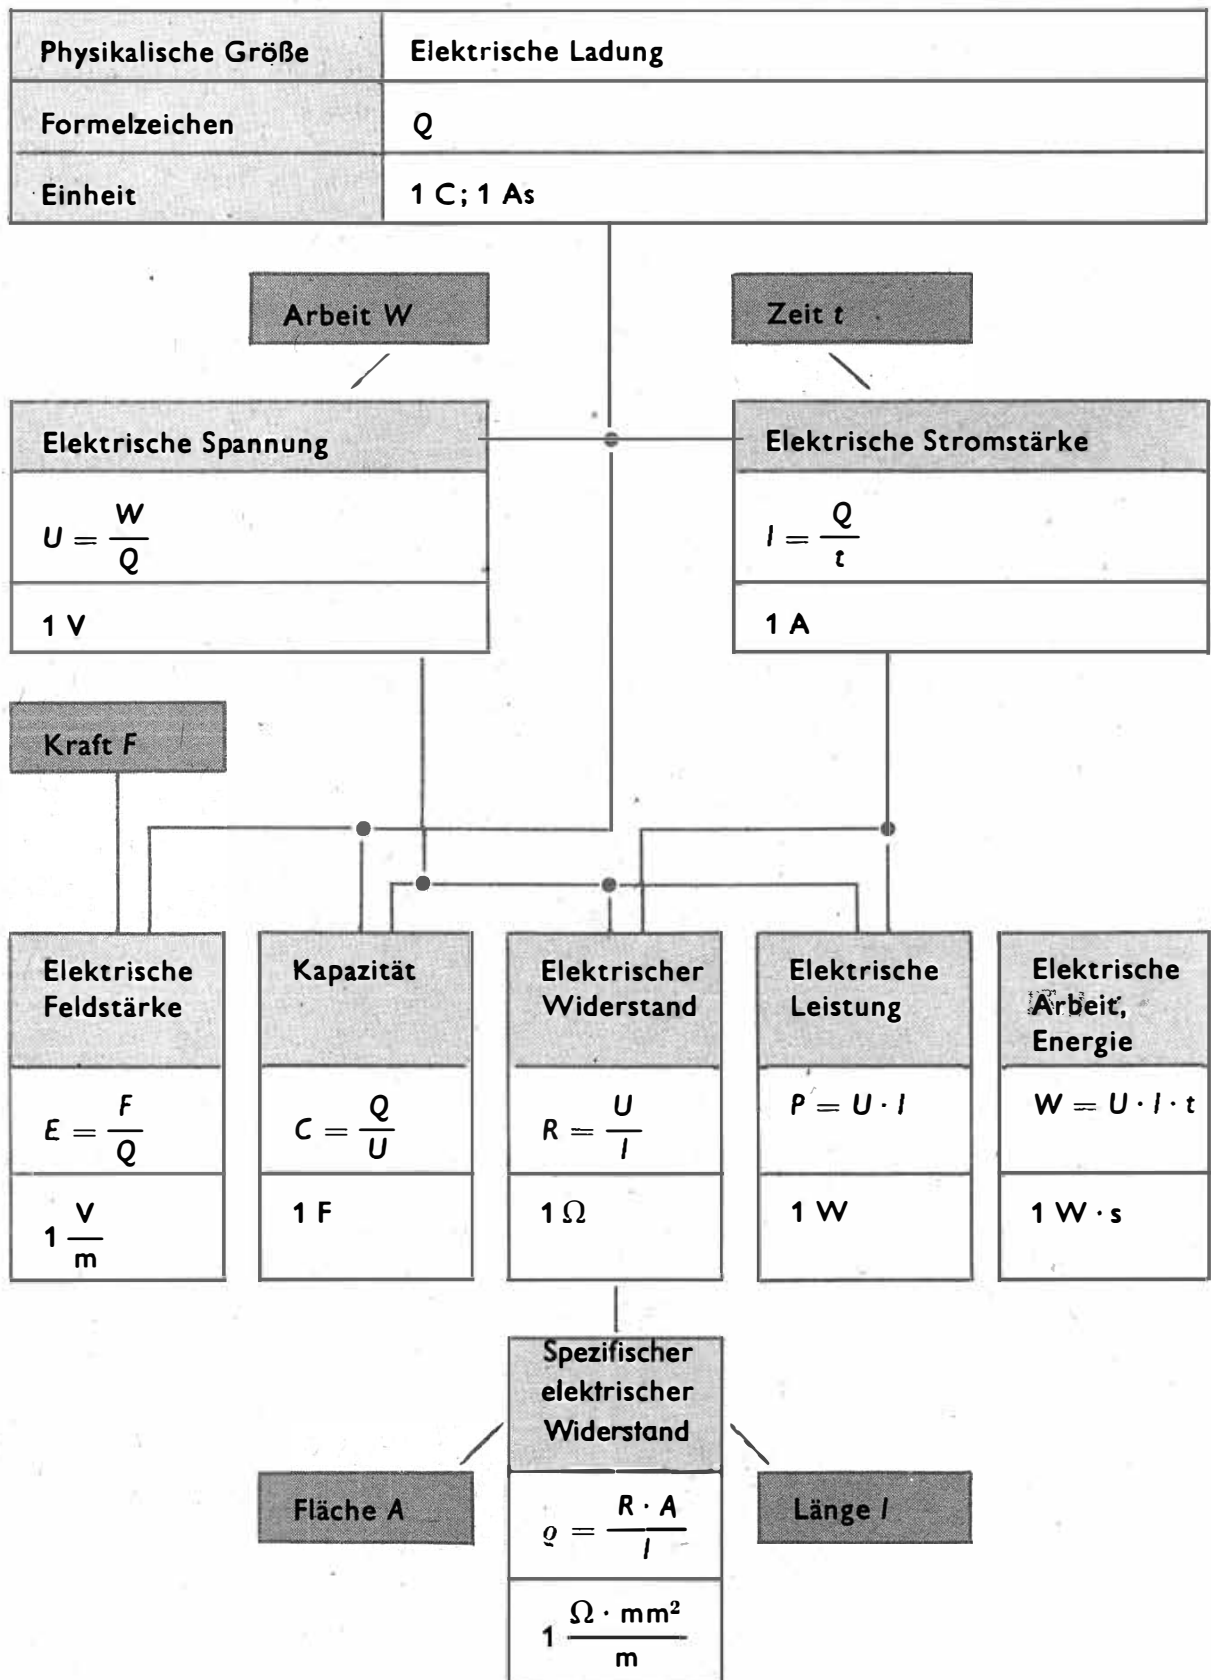 Physikalische Größe Elektrische Ladung
Formelzeichen Q
Einheit 1 C; 1 As
Arbeit W Zeit t
Elektrische Spannung
U = W/Q
1 V
Elektrische Stromstärke
I = Q/t
1 A
Kraft F
Elektrische
Feldstärke
E = F/Q
1 V/m
Kapazität
C = Q/U
1 F
Elektrischer
Widerstand
R = U/I
1 Ω
Elektrische
Leistung
P = U · I
1 W
Elektrische
Arbeit,
Energie
W = U · I · t
1 W · s
Spezifischer
elektrischer
Widerstand
ϱ = R · A/l
1 Ω · mm²/m
Fläche A
Länge l